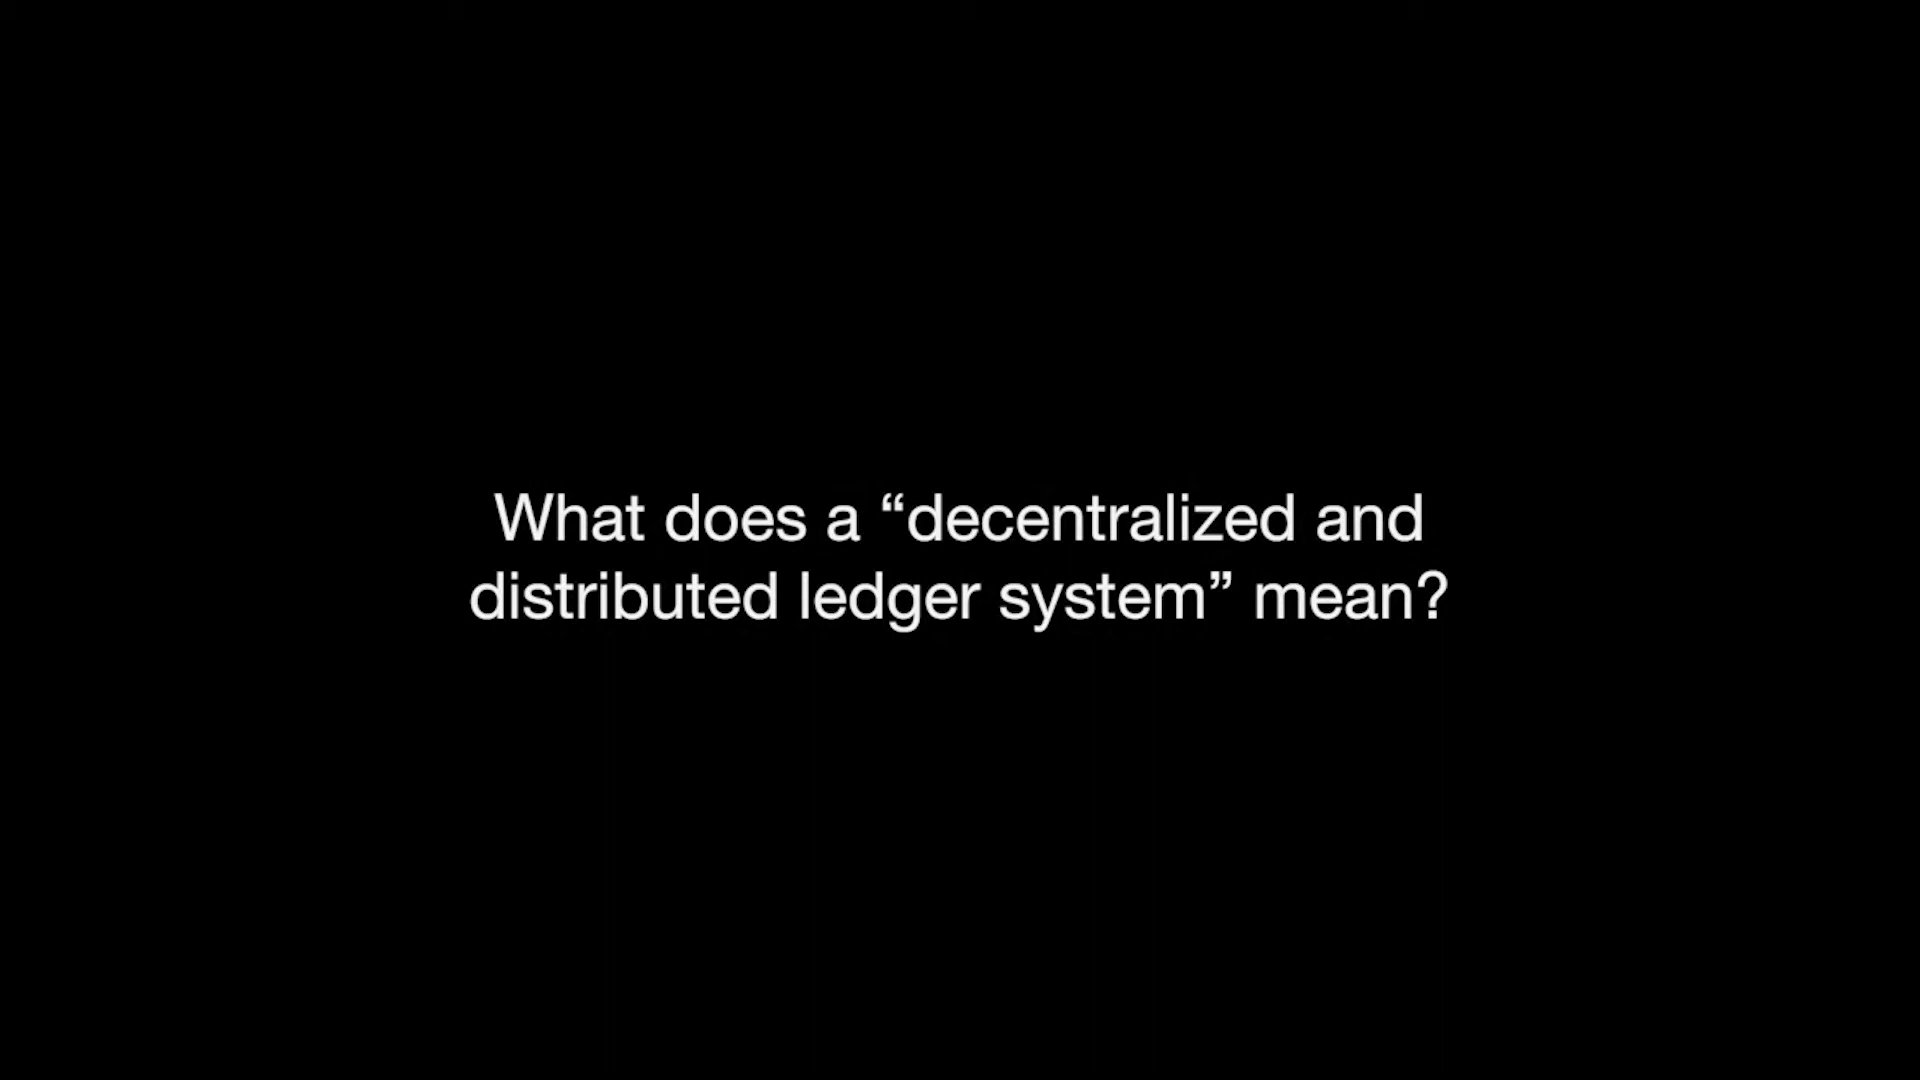 What does a “decentralized and
distributed ledger system” mean?